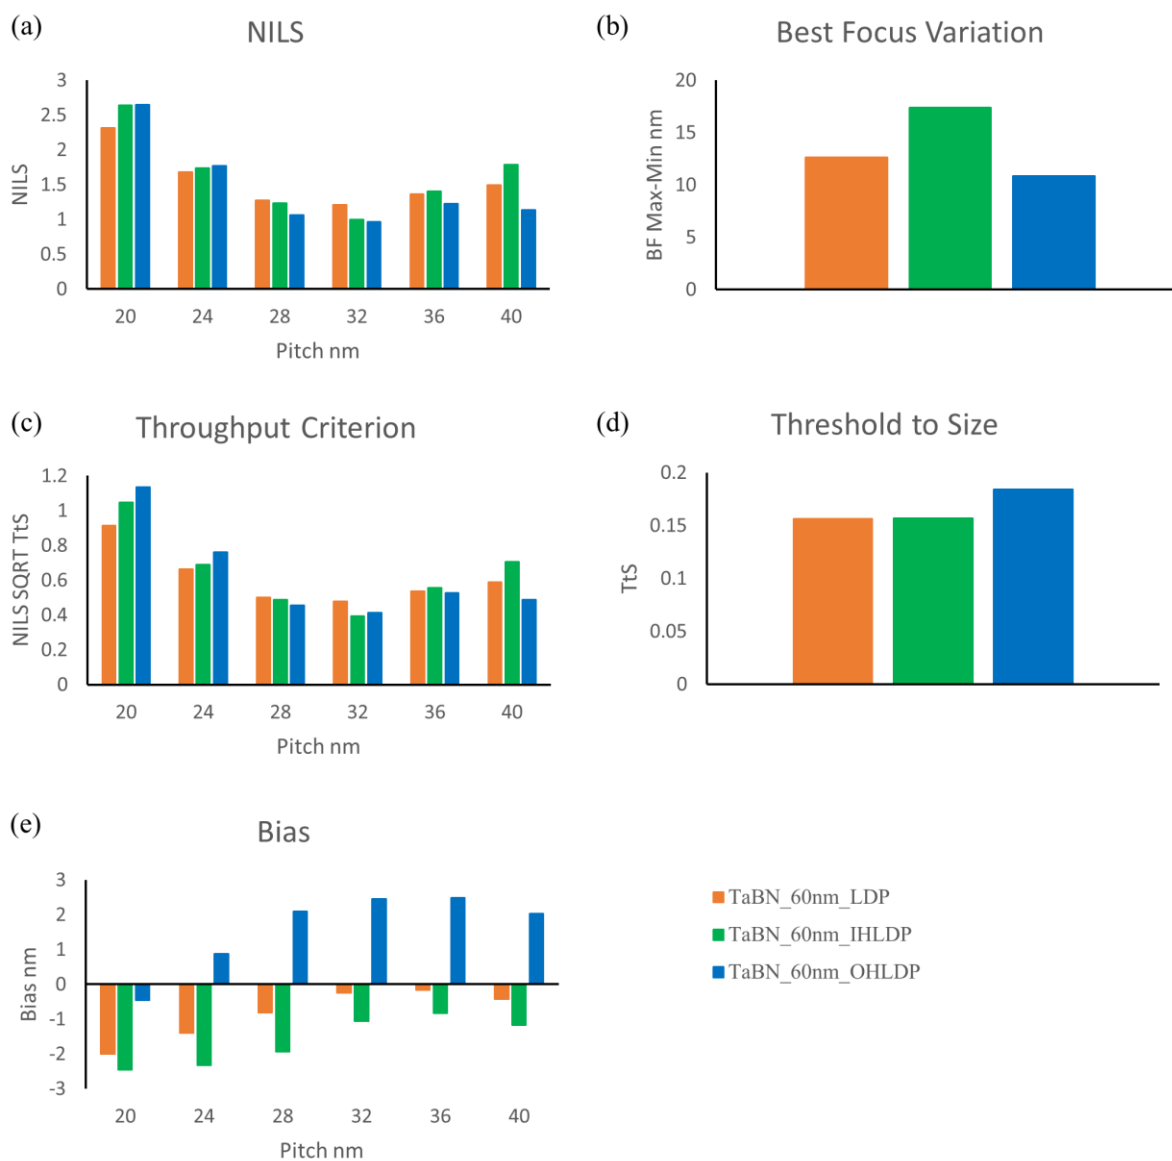 (a)
NILS
3
2.5
2
1.5
1
0.5
0
NILS
20 24 28 32 36 40
Pitch nm
(b)
Best Focus Variation
20
15
10
5
0
BF Max-Min nm
(c)
Throughput Criterion
1.2
1
0.8
0.6
0.4
0.2
0
NILS SQRT TtS
20 24 28 32 36 40
Pitch nm
(d)
Threshold to Size
0.2
0.15
0.1
0.05
0
TtS
(e)
Bias
3
2
1
0
-1
-2
-3
Bias nm
20 24 28 32 36 40
Pitch nm
TaBN_60nm_LDP
TaBN_60nm_IHLDP
TaBN_60nm_OHLDP